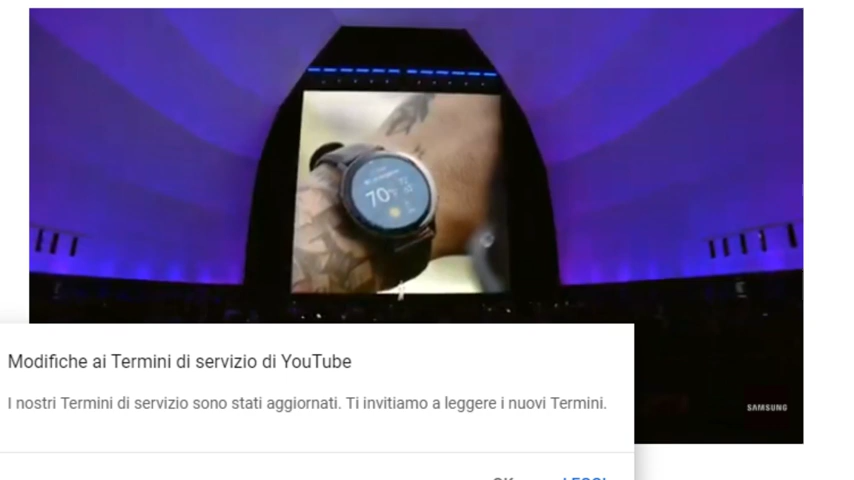 70°
SAMSUNG
Modifiche ai Termini di servizio di YouTube
I nostri Termini di servizio sono stati aggiornati. Ti invitiamo a leggere i nuovi Termini.